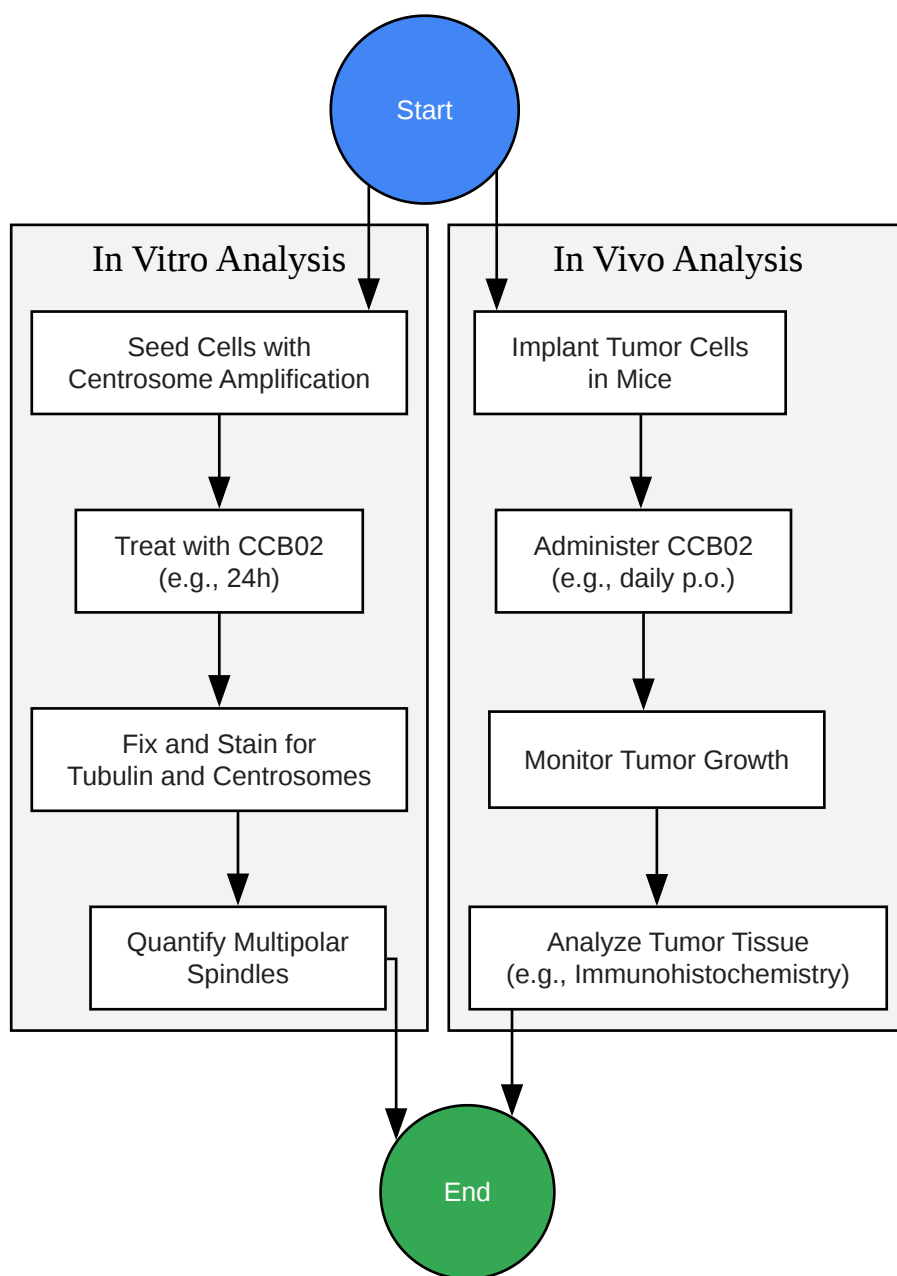 Start
In Vitro Analysis
Seed Cells with
Centrosome Amplification
Treat with CCB02
(e.g., 24h)
Fix and Stain for
Tubulin and Centrosomes
Quantify Multipolar
Spindles
In Vivo Analysis
Implant Tumor Cells
in Mice
Administer CCB02
(e.g., daily p.o.)
Monitor Tumor Growth
Analyze Tumor Tissue
(e.g., Immunohistochemistry)
End